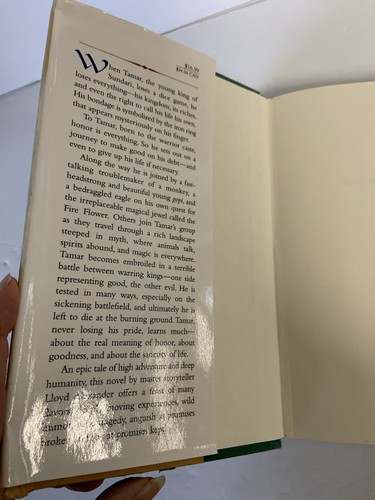 $16.99
When Tamar, the young king of
Sundari, loses a dice game, he
loses everything—his kingdom, its riches,
and even the right to call his life his own.
His bondage is symbolized by the iron ring
that appears mysteriously on his finger.
To Tamar, born to the warrior caste,
honor is everything. So he sets out on a
journey to make good on his debt—and
even to give up his life if necessary.
Along the way he is joined by a fast-
talking troublemaker of a monkey, a
headstrong and beautiful young gopi, and
a bedraggled eagle on his own quest for
the irreplaceable magical jewel called the
Fire Flower. Others join Tamar's group
as they travel through a rich landscape
steeped in myth, where animals talk,
spirits abound, and magic is everywhere.
Tamar becomes embroiled in a terrible
battle between warring kings—one side
representing good, the other evil. He is
tested in many ways, especially on the
sickening battlefield, and ultimately he is
left to die at the burning ground. Tamar,
never losing his pride, learns much—
about the real meaning of honor, about
goodness, and about the sanctity of life.
An epic tale of high adventure and deep
humanity, this novel by master storyteller
Lloyd Alexander offers a feast of many
flavors moving experiences, wild
tragedy, anguish at promises
broken promises kept.